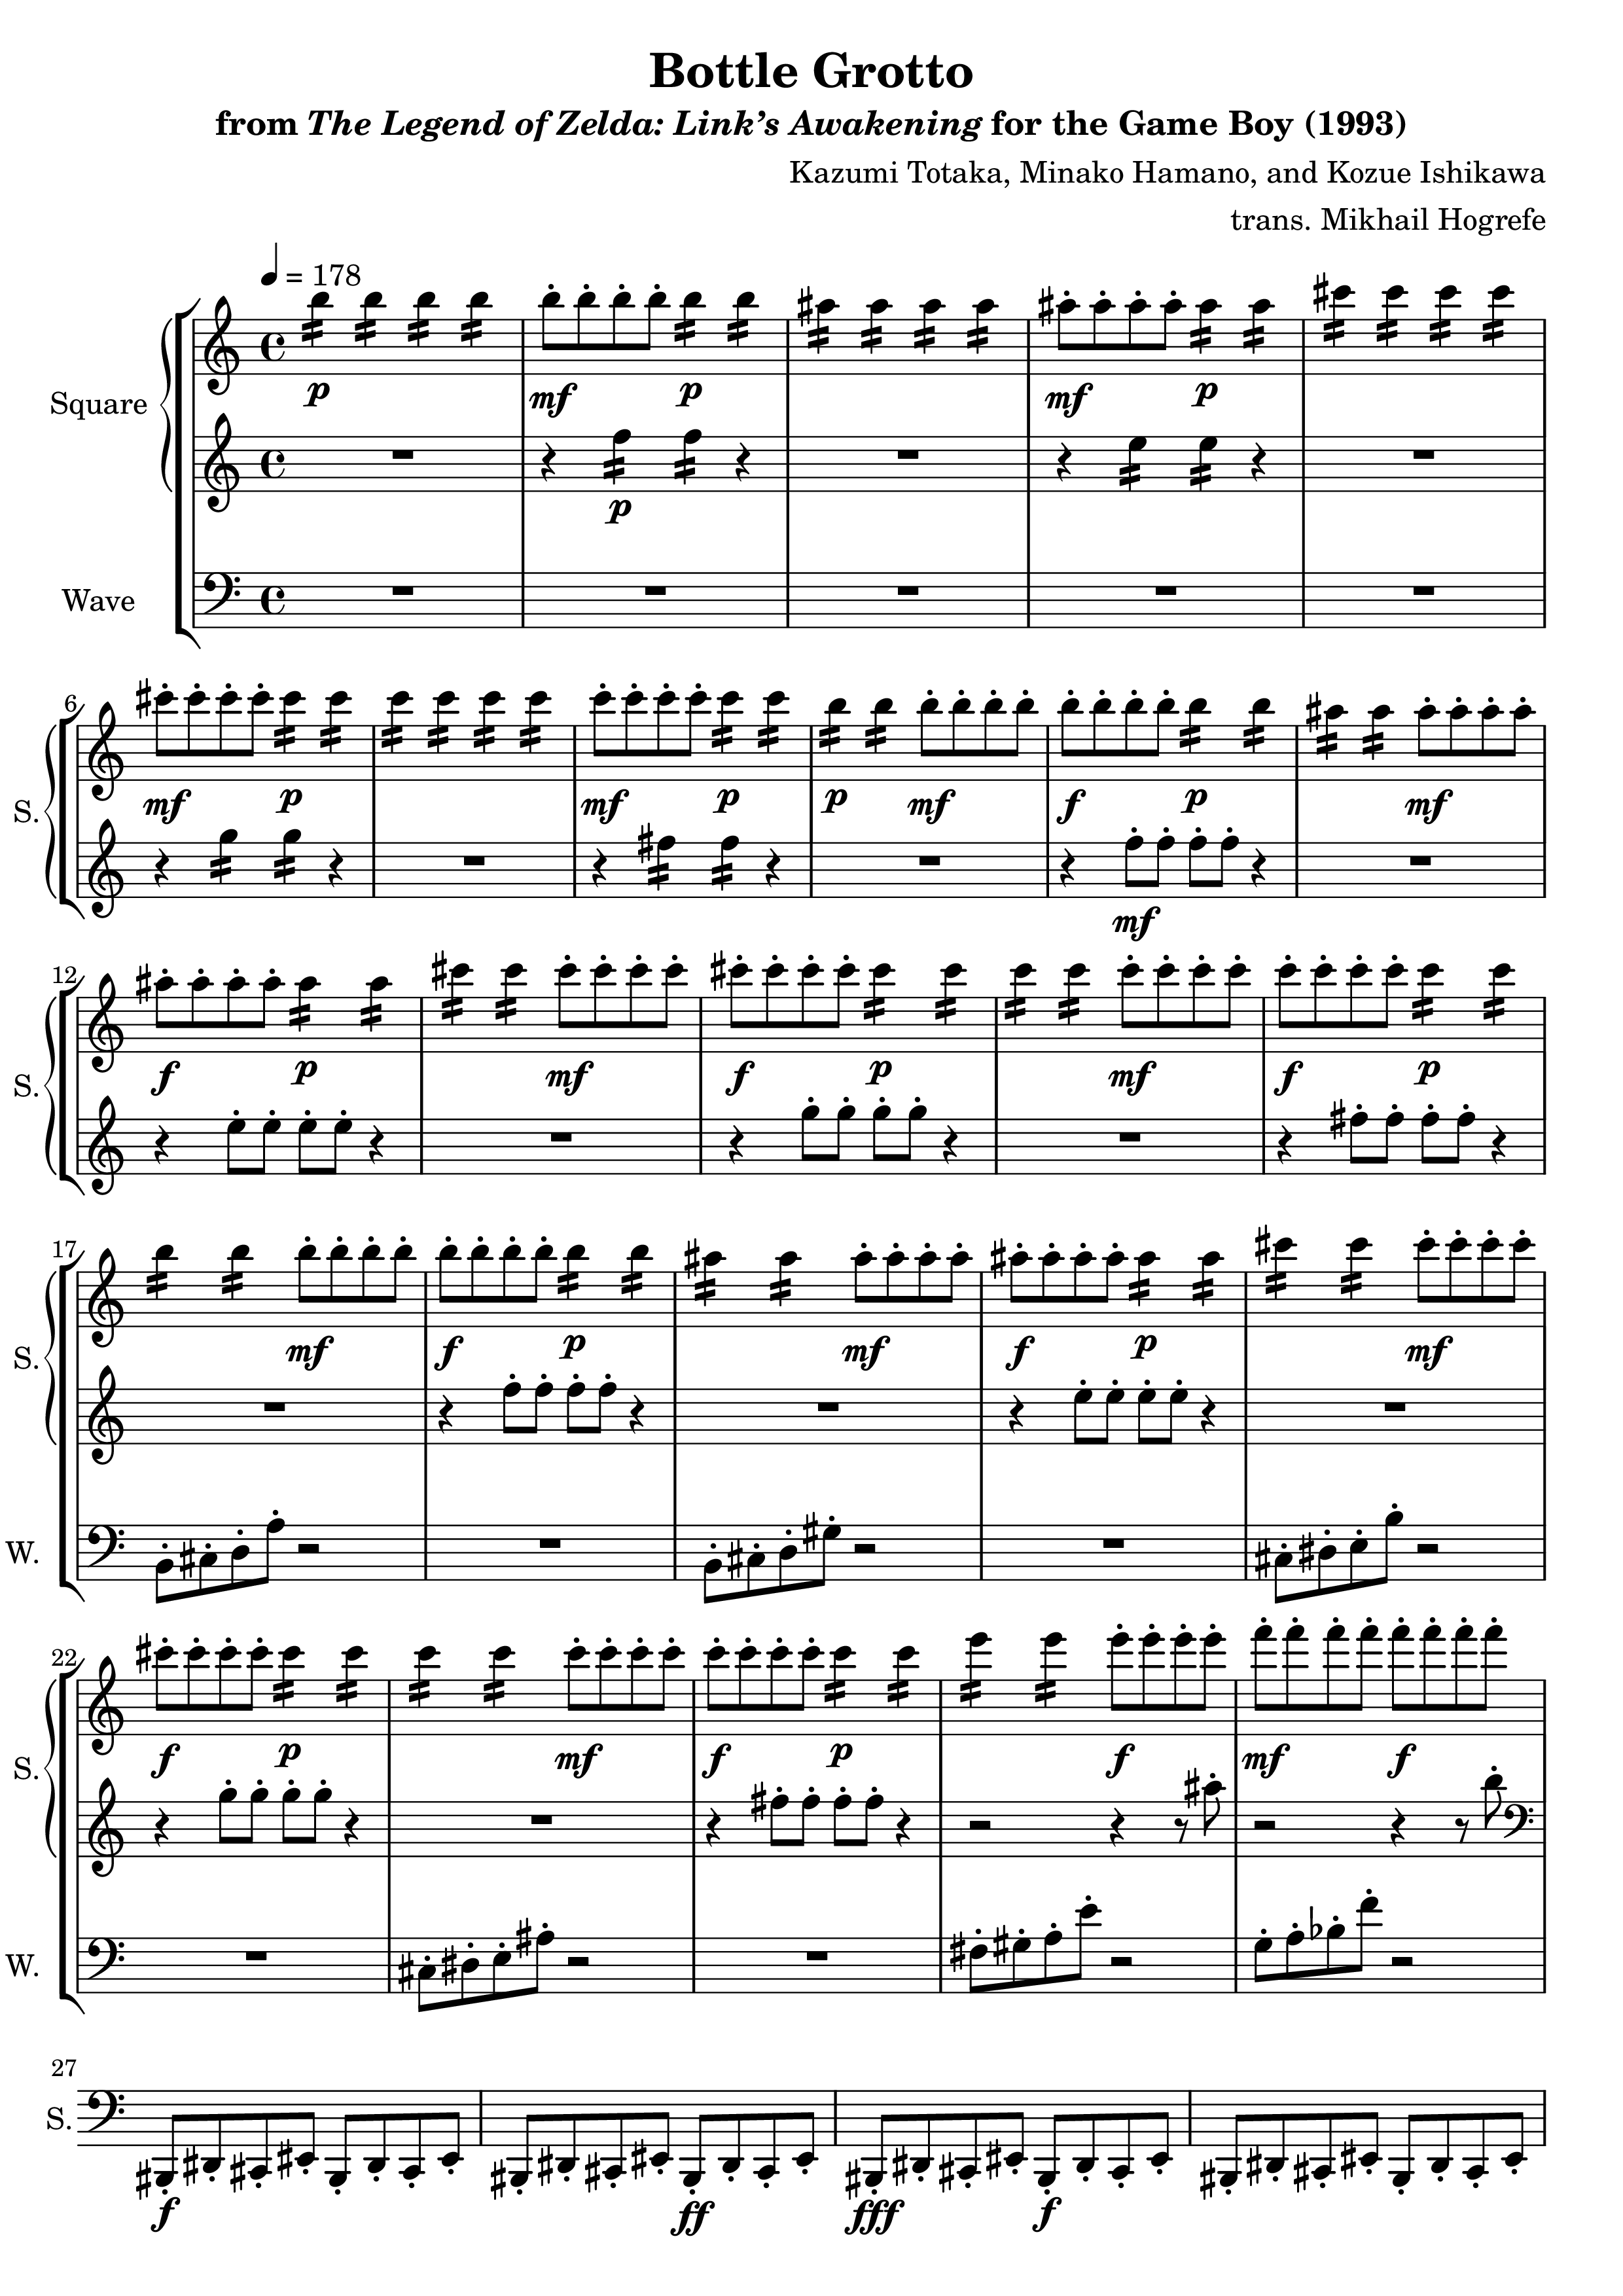 Bottle Grotto
from The Legend of Zelda: Link’s Awakening for the Game Boy (1993)
Kazumi Totaka, Minako Hamano, and Kozue Ishikawa
trans. Mikhail Hogrefe
= 178
Square
p mf p mf p
p
Wave
6
S.
mf p mf p p mf f p mf
mf
12
S.
f p mf f p mf f p
17
S.
mf f p mf f p mf
W.
22
S.
f p mf f p f mf f
W.
27
S.
f ff fff f